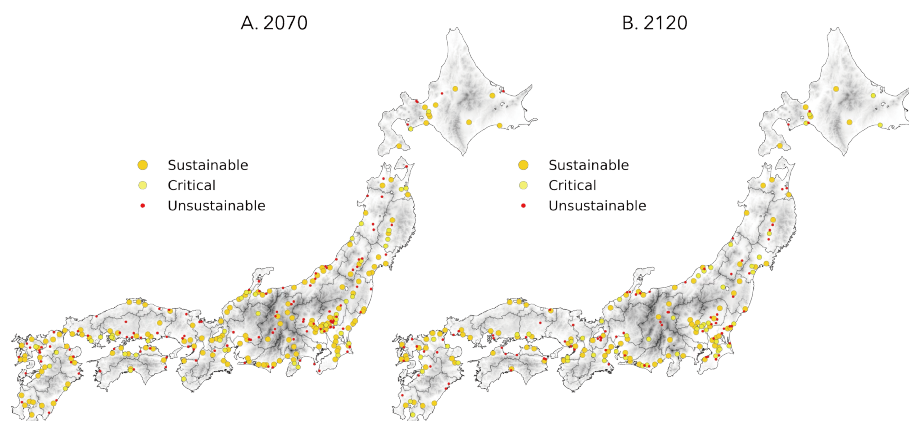 A. 2070
B. 2120
Sustainable
Critical
Unsustainable
Sustainable
Critical
Unsustainable